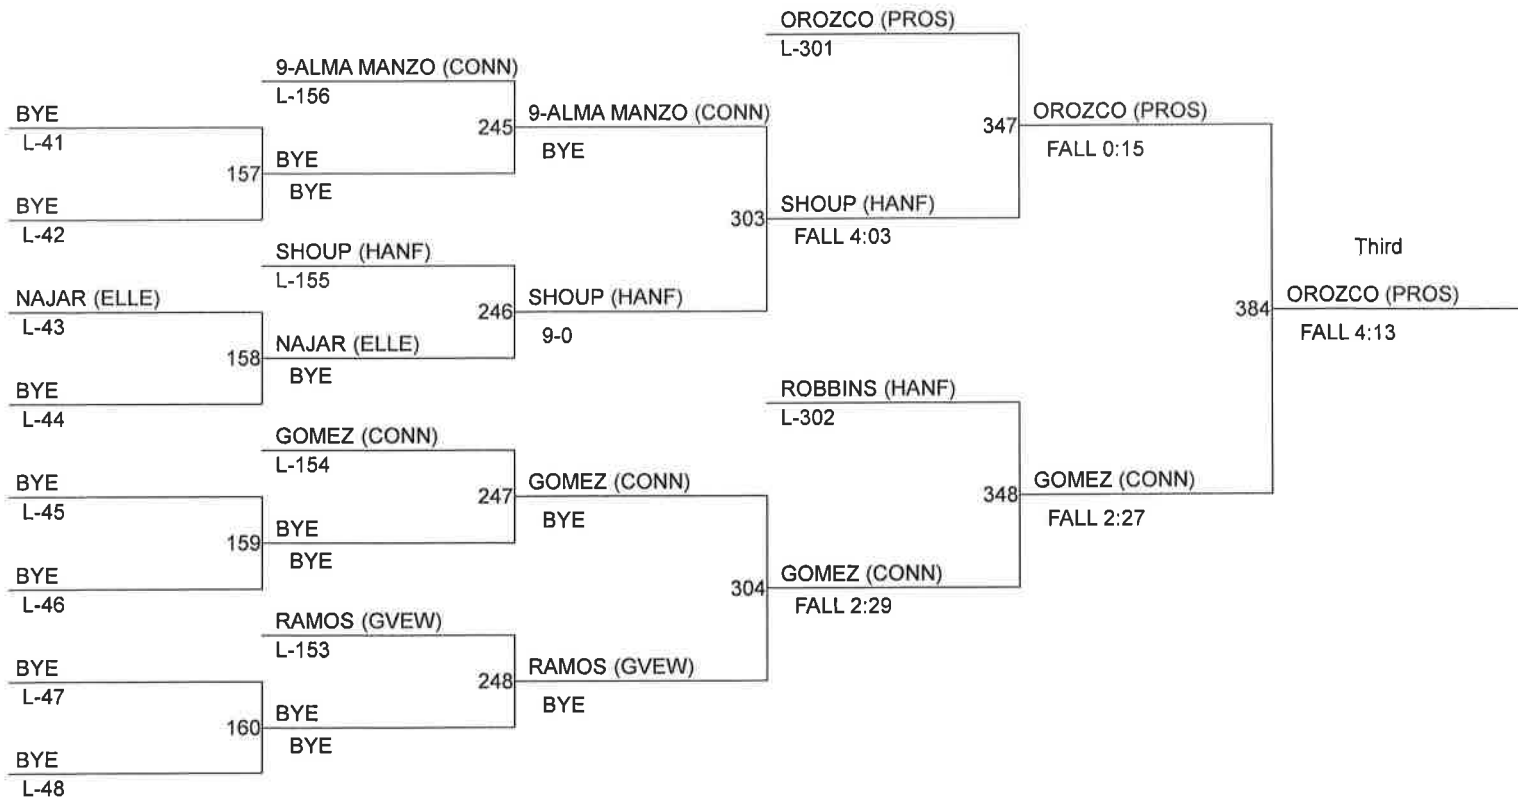 BYE
L-41
BYE
L-42
NAJAR (ELLE)
L-43
BYE
L-44
BYE
L-45
BYE
L-46
BYE
L-47
BYE
L-48
9-ALMA MANZO (CONN)
L-156
157
BYE
BYE
SHOUP (HANF)
L-155
158
NAJAR (ELLE)
BYE
GOMEZ (CONN)
L-154
159
BYE
BYE
RAMOS (GVEW)
L-153
160
BYE
BYE
245
9-ALMA MANZO (CONN)
BYE
246
SHOUP (HANF)
9-0
247
GOMEZ (CONN)
BYE
248
RAMOS (GVEW)
BYE
OROZCO (PROS)
L-301
303
SHOUP (HANF)
FALL 4:03
ROBBINS (HANF)
L-302
304
GOMEZ (CONN)
FALL 2:29
347
OROZCO (PROS)
FALL 0:15
348
GOMEZ (CONN)
FALL 2:27
Third
384
OROZCO (PROS)
FALL 4:13